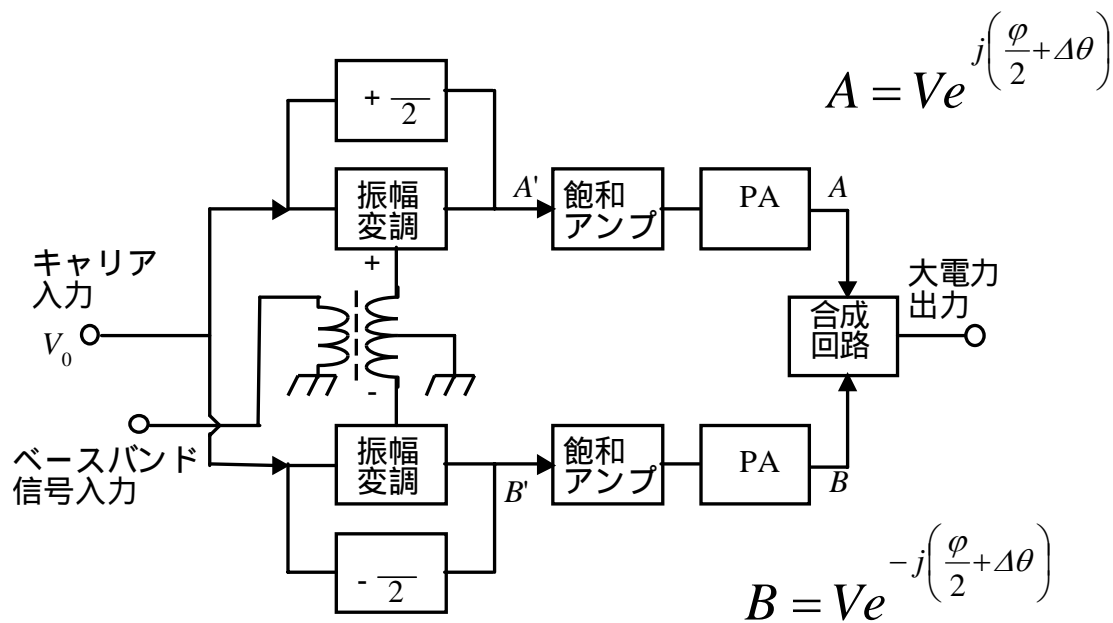 + 2
A = Ve^{j(φ/2+Δθ)}
振幅
変調
A'
飽和
アンプ
PA
A
+
キャリア
入力
V₀
大電力
出力
合成
回路
-
ベースバンド
信号入力
振幅
変調
B'
飽和
アンプ
PA
B
- 2
B = Ve^{-j(φ/2+Δθ)}